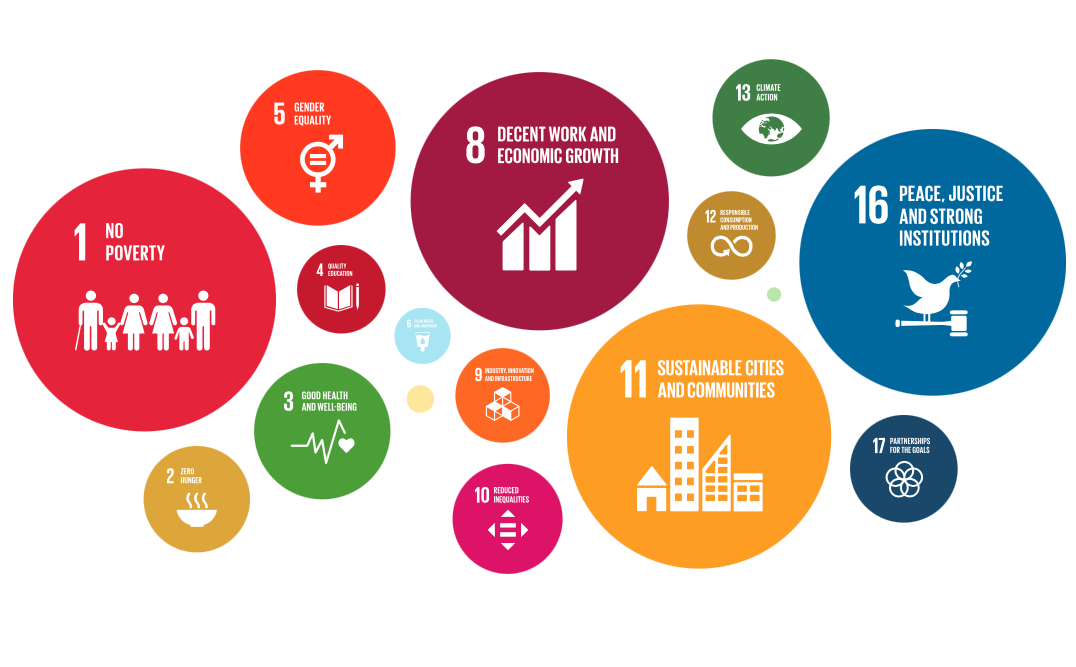 1 NO
POVERTY
2 ZERO
HUNGER
3 GOOD HEALTH
AND WELL-BEING
4 QUALITY
EDUCATION
5 GENDER
EQUALITY
6 CLEAN WATER
AND SANITATION
8 DECENT WORK AND
ECONOMIC GROWTH
9 INDUSTRY, INNOVATION
AND INFRASTRUCTURE
10 REDUCED
INEQUALITIES
11 SUSTAINABLE CITIES
AND COMMUNITIES
12 RESPONSIBLE
CONSUMPTION
AND PRODUCTION
13 CLIMATE
ACTION
16 PEACE, JUSTICE
AND STRONG
INSTITUTIONS
17 PARTNERSHIPS
FOR THE GOALS